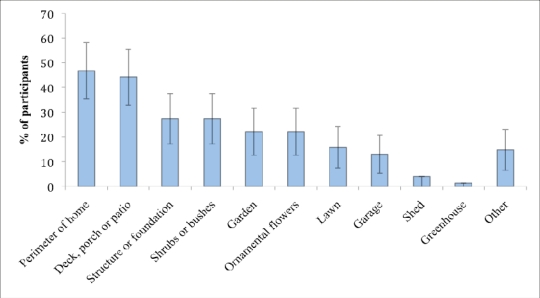 70
60
50
40
30
20
10
0
% of participants
Perimeter of home
Deck, porch or patio
Structure or foundation
Shrubs or bushes
Garden
Ornamental flowers
Lawn
Garage
Shed
Greenhouse
Other